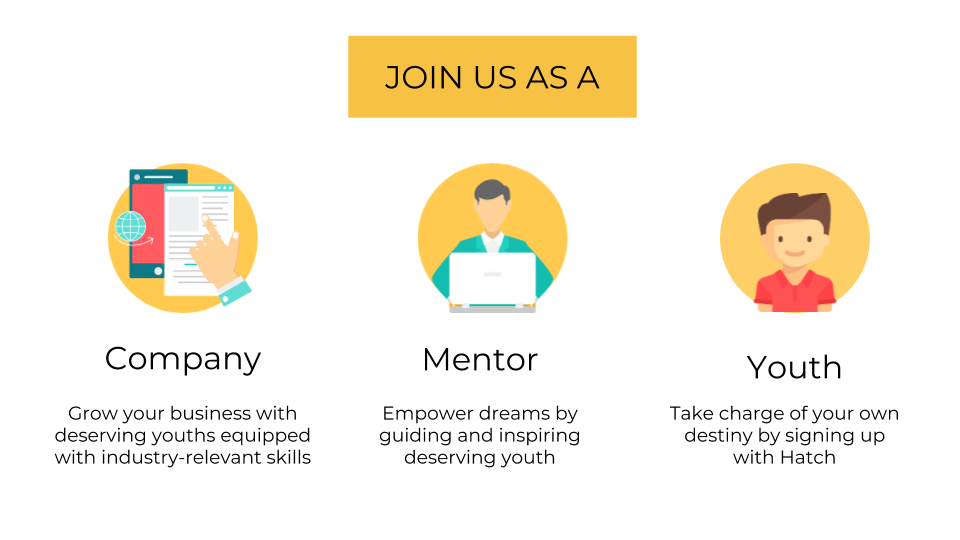 JOIN US AS A
Company
Grow your business with
deserving youths equipped
with industry-relevant skills
Mentor
Empower dreams by
guiding and inspiring
deserving youth
Youth
Take charge of your own
destiny by signing up
with Hatch